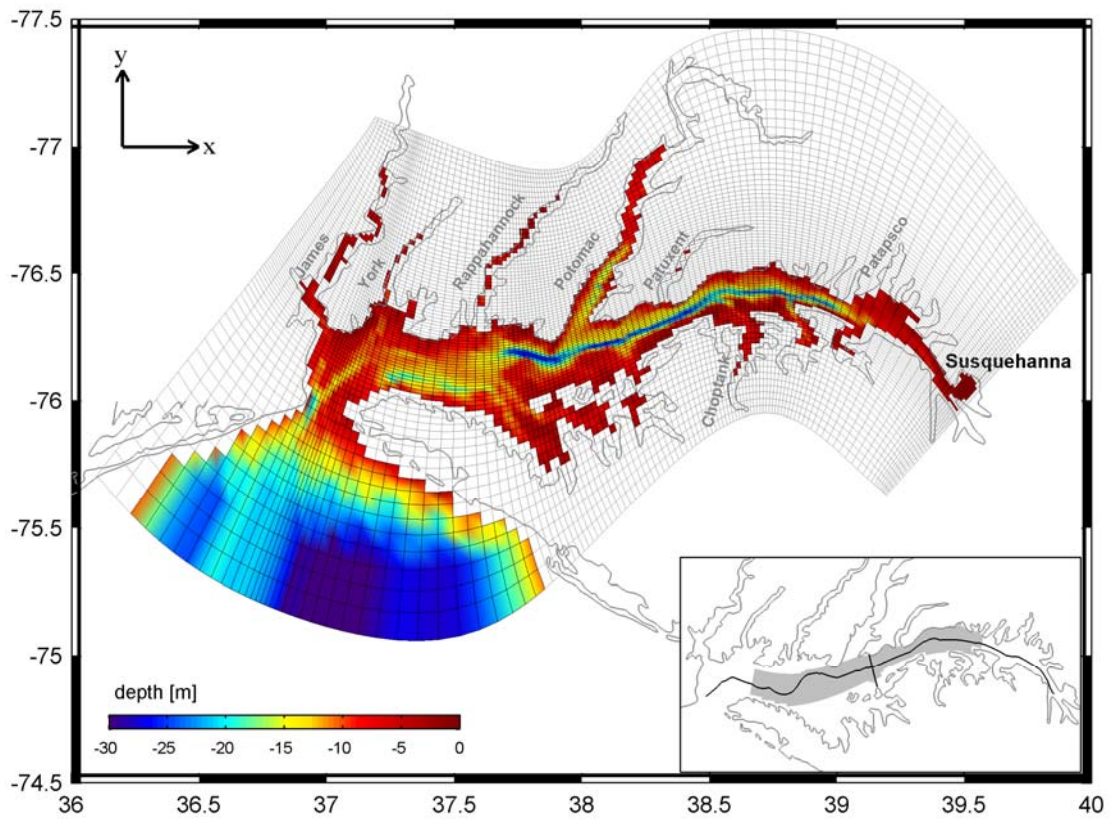 -77.5
y
x
-77
-76.5
-76
-75.5
-75
-74.5
James
York
Rappahannock
Potomac
Patuxent
Patapsco
Choptank
Susquehanna
depth [m]
-30 -25 -20 -15 -10 -5 0
36 36.5 37 37.5 38 38.5 39 39.5 40